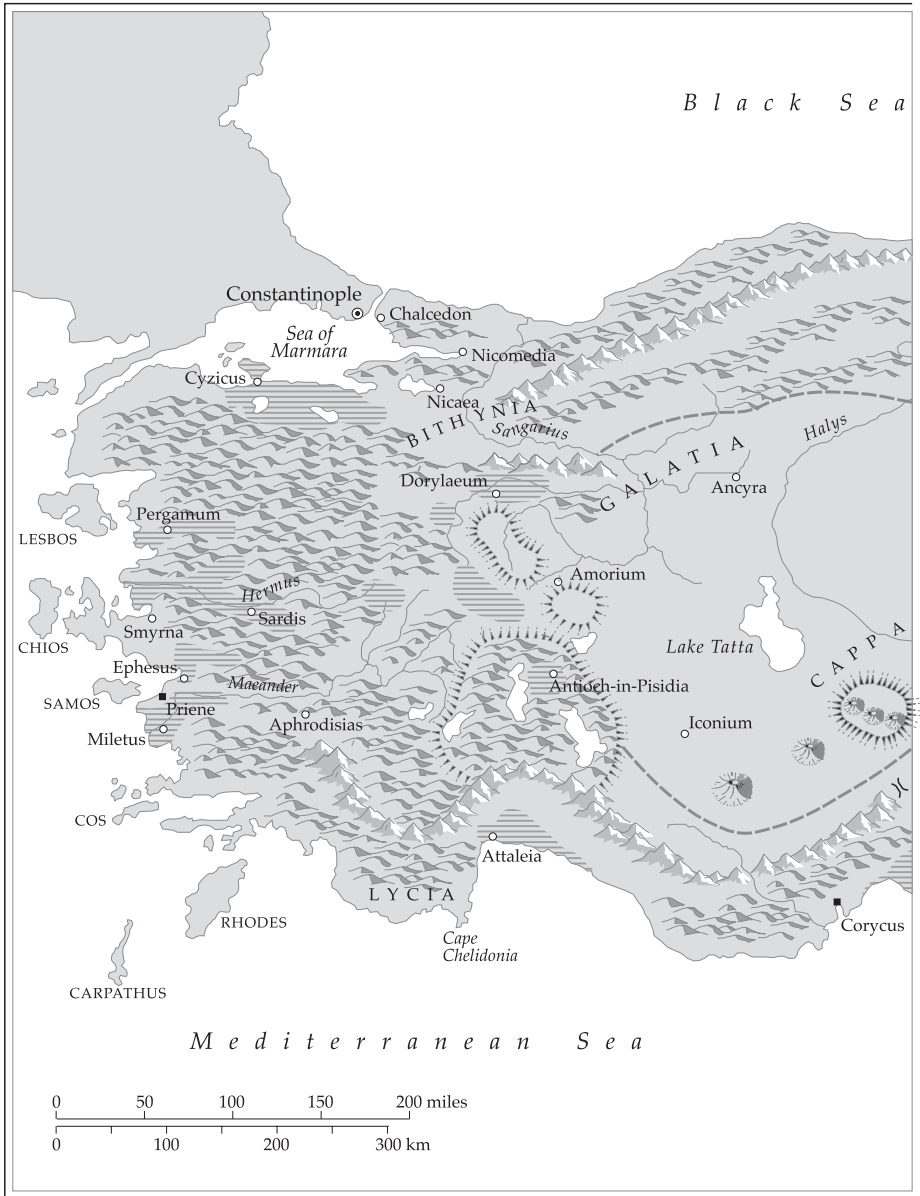 Black Sea
Constantinople
Chalcedon
Sea of
Marmara
Nicomedia
Cyzicus
Nicaea
BITHYNIA
Sangarius
GALATIA
Halys
Dorylaeum
Ancyra
Pergamum
LESBOS
Amorium
Hermus
Sardis
Smyrna
CHIOS
Lake Tatta
CAPPA
Ephesus
Maeander
Antioch-in-Pisidia
SAMOS
Priene
Aphrodisias
Iconium
Miletus
COS
Attaleia
LYCIA
RHODES
Corycus
Cape
Chelidonia
CARPATHUS
Mediterranean Sea
0 50 100 150 200 miles
0 100 200 300 km